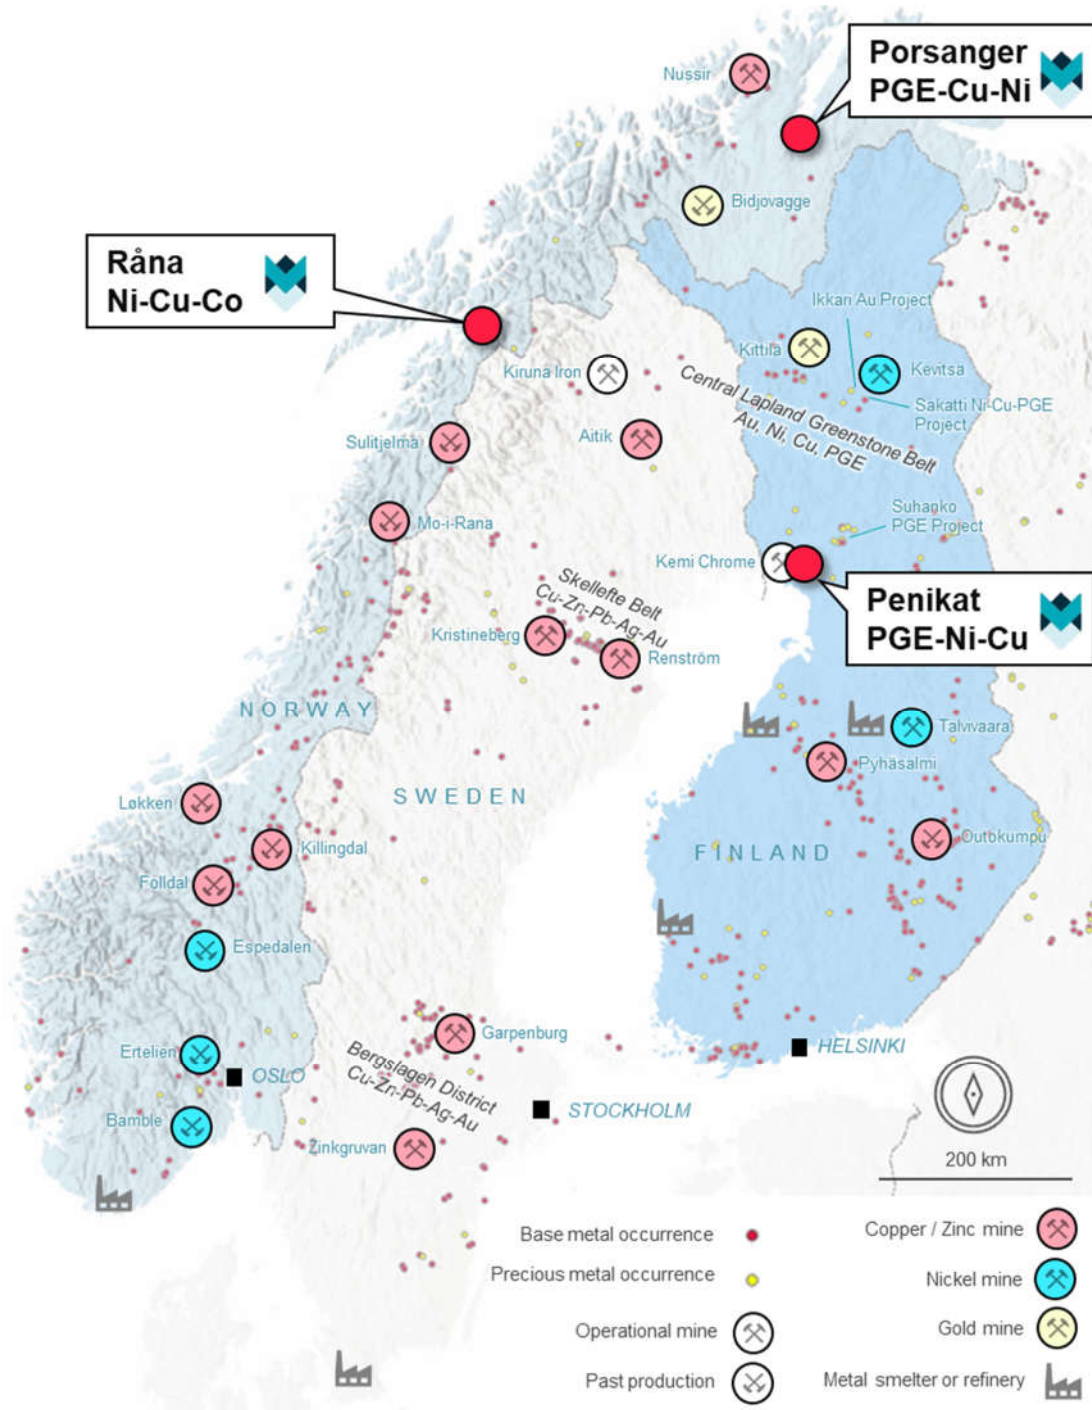 Nussir
Porsanger
PGE-Cu-Ni
Bidjovagge
Råna
Ni-Cu-Co
Ikkari Au Project
Kittila
Kevitsa
Kiruna Iron
Sakatti Ni-Cu-PGE
Project
Central Lapland Greenstone Belt
Au, Ni, Cu, PGE
Sulitjelma
Aitik
Mo-i-Rana
Suhanko
PGE Project
Kemi Chrome
Penikat
PGE-Ni-Cu
Skellefte Belt
Cu-Zn-Pb-Ag-Au
Kristineberg
Renström
NORWAY
Talvivaara
Pyhäsalmi
SWEDEN
Løkken
Killingdal
Outokumpu
FINLAND
Folldal
Espedalen
Garpenburg
Ertelien
OSLO
HELSINKI
Bergslagen District
Cu-Zn-Pb-Ag-Au
STOCKHOLM
Bamble
Zinkgruvan
200 km
Base metal occurrence
Copper / Zinc mine
Precious metal occurrence
Nickel mine
Operational mine
Gold mine
Past production
Metal smelter or refinery